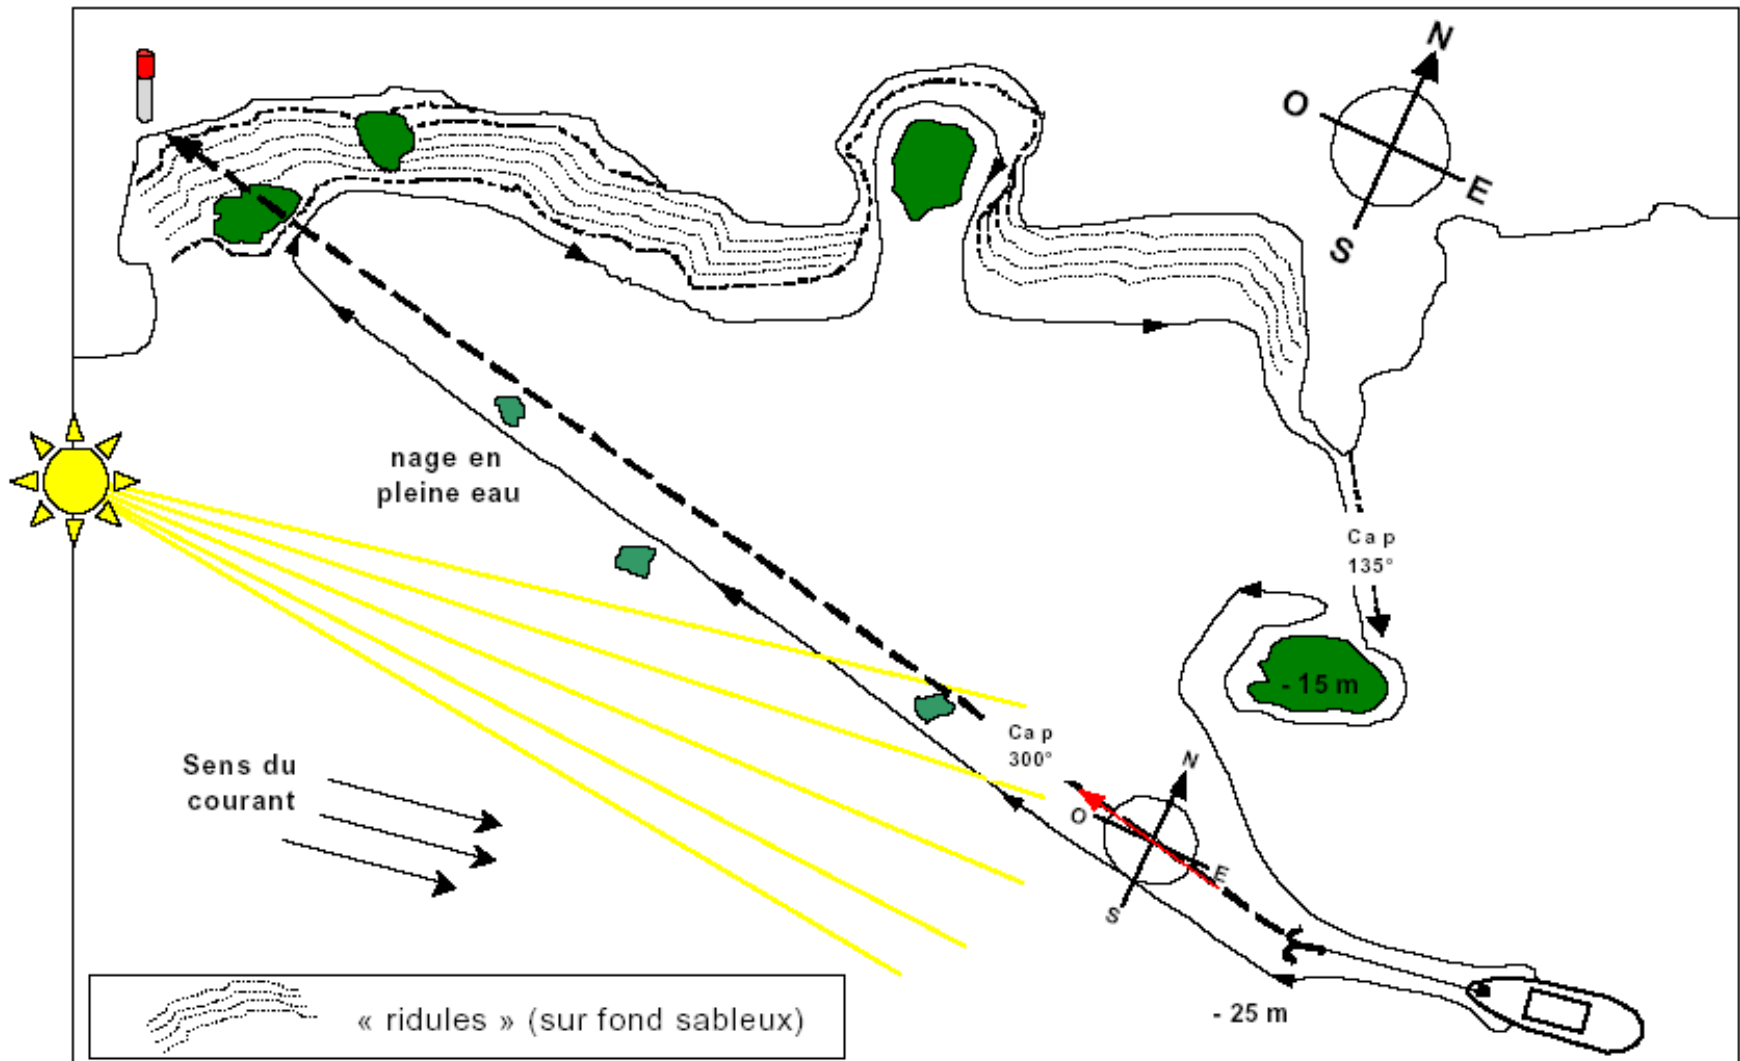 N
O
E
S
nage en
pleine eau
Cap
135°
- 15 m
Cap
300°
Sens du
courant
N
O
E
S
- 25 m
« ridules » (sur fond sableux)